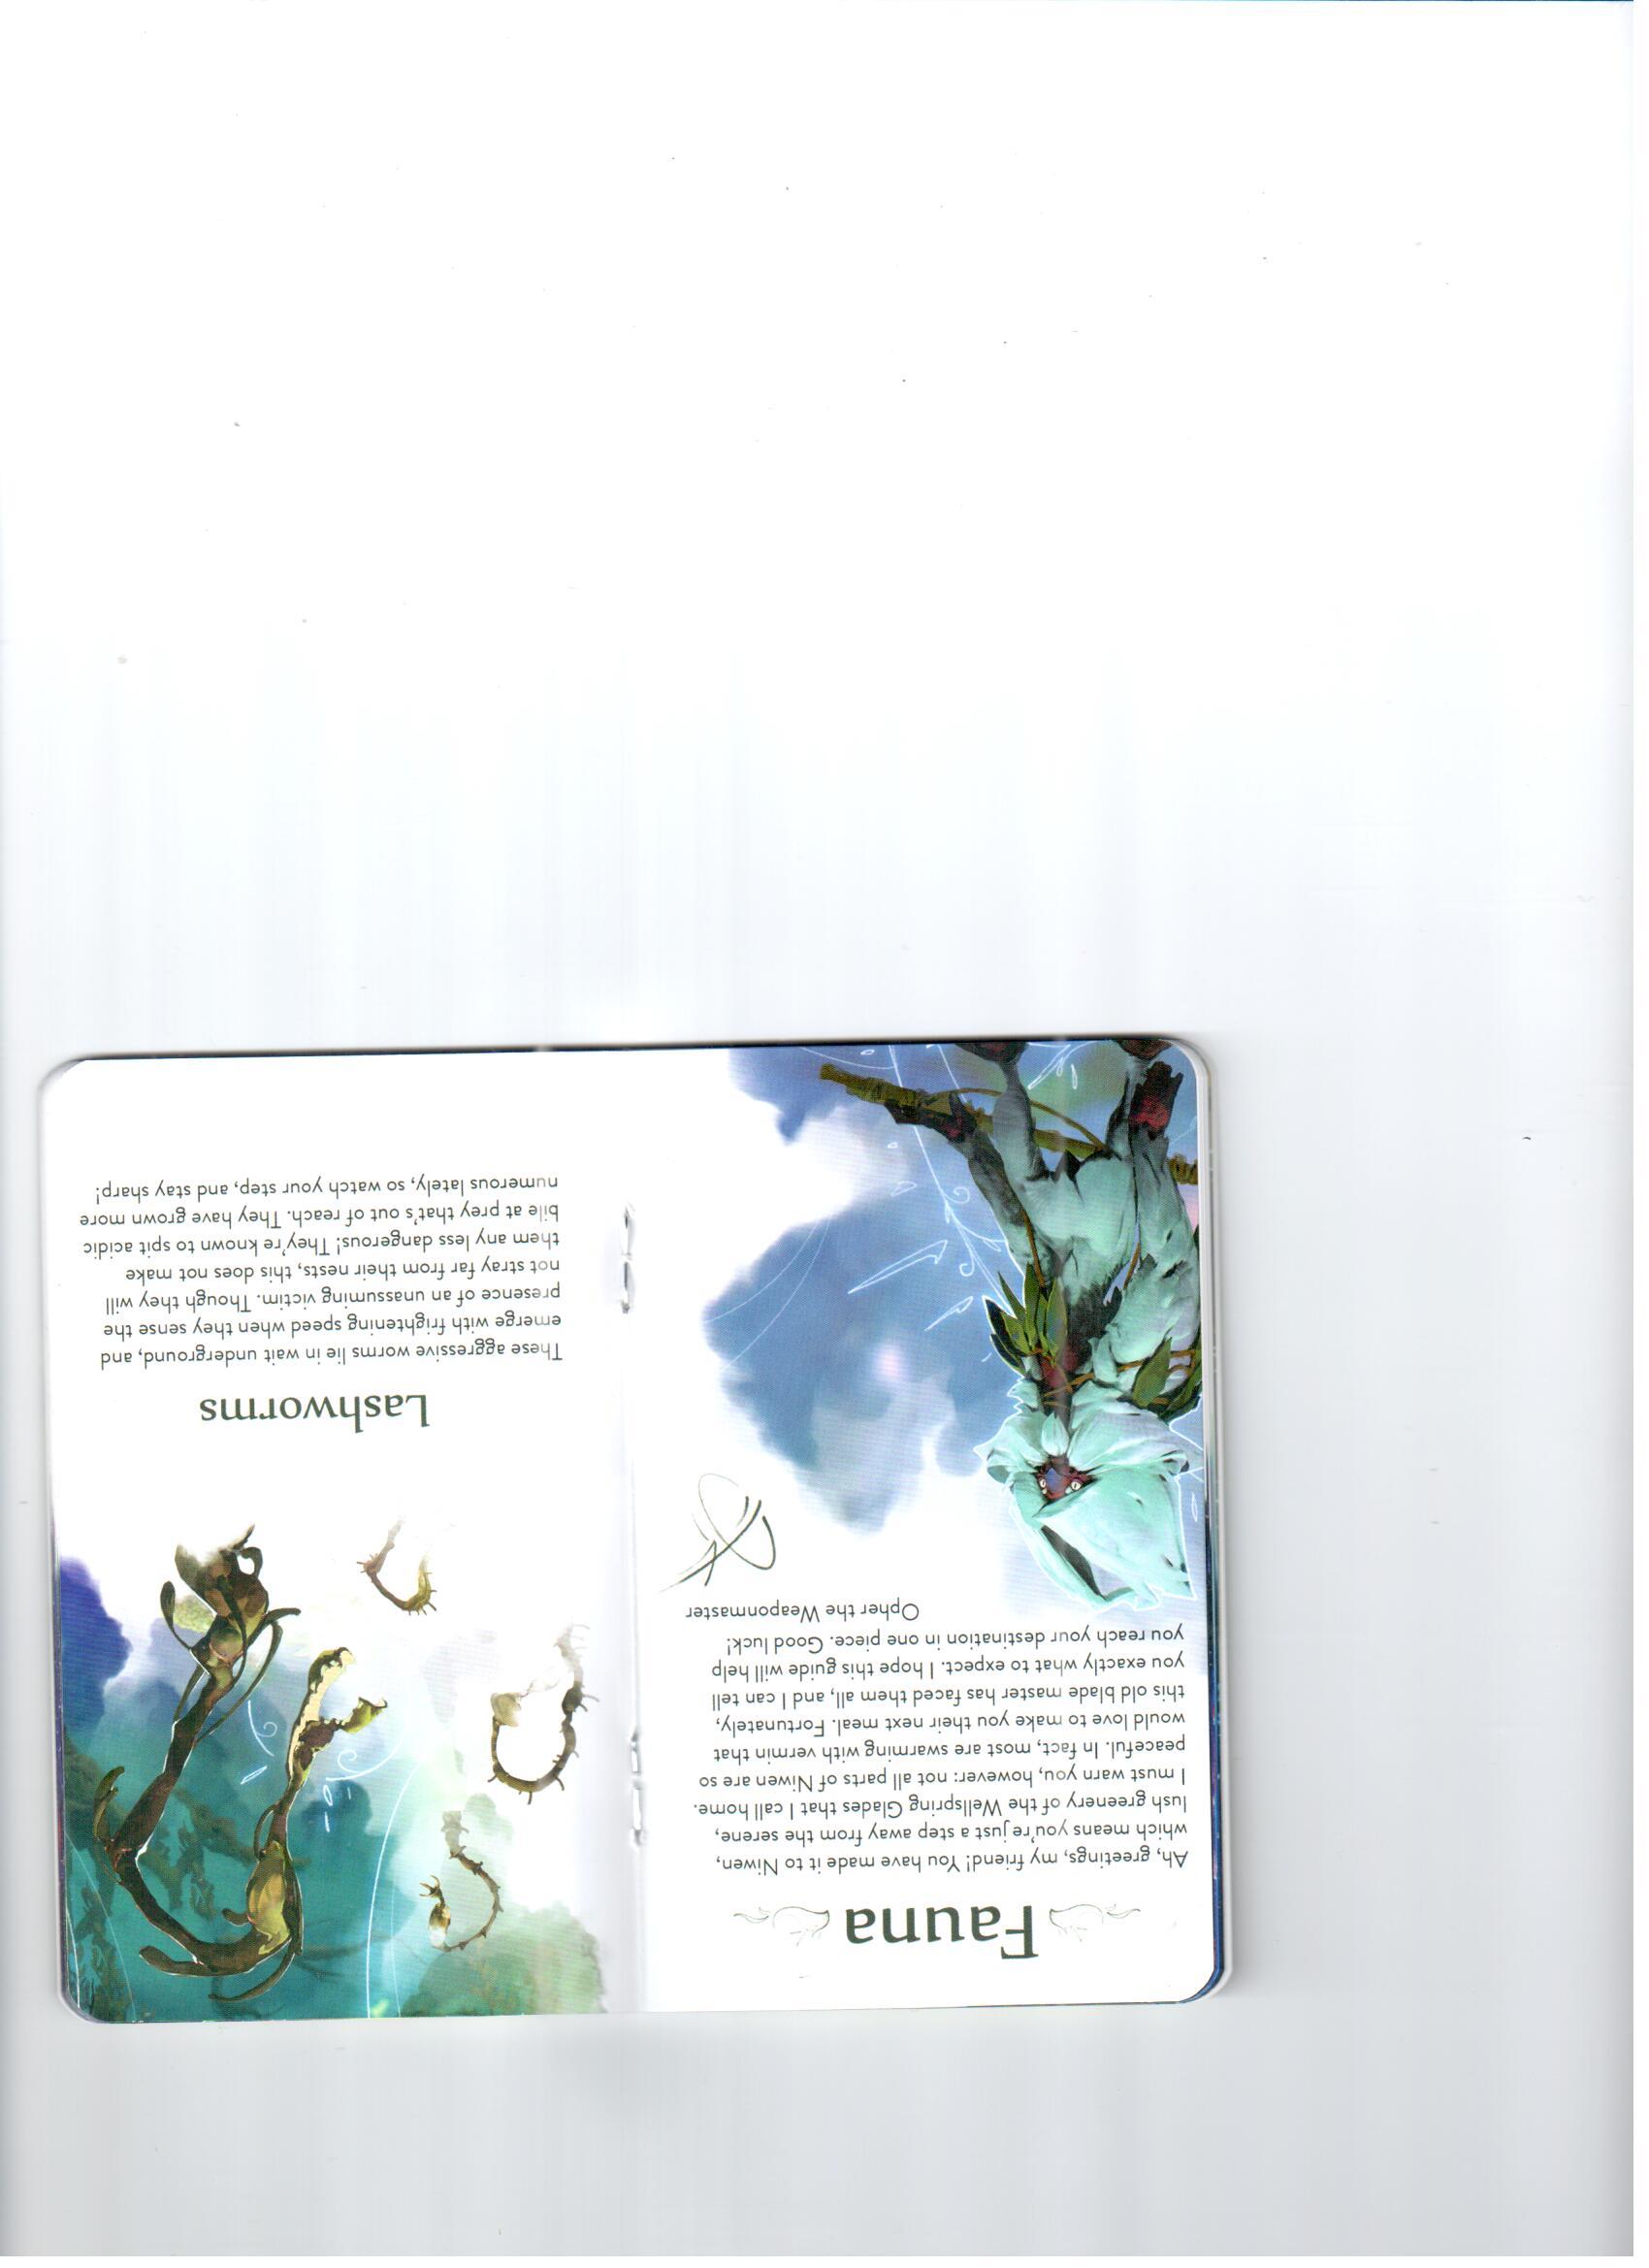 Fauna
Ah, greetings, my friend! You have made it to Niwen,
which means you're just a step away from the serene,
lush greenery of the Wellspring Glades that I call home.
I must warn you, however: not all parts of Niwen are so
peaceful. In fact, most are swarming with vermin that
would love to make you their next meal. Fortunately,
this old blade master has faced them all, and I can tell
you exactly what to expect. I hope this guide will help
you reach your destination in one piece. Good luck!
Opher the Weaponmaster
Lashworms
These aggressive worms lie in wait underground, and
emerge with frightening speed when they sense the
presence of an unassuming victim. Though they will
not stray far from their nests, this does not make
them any less dangerous! They're known to spit acidic
bile at prey that's out of reach. They have grown more
numerous lately, so watch your step, and stay sharp!